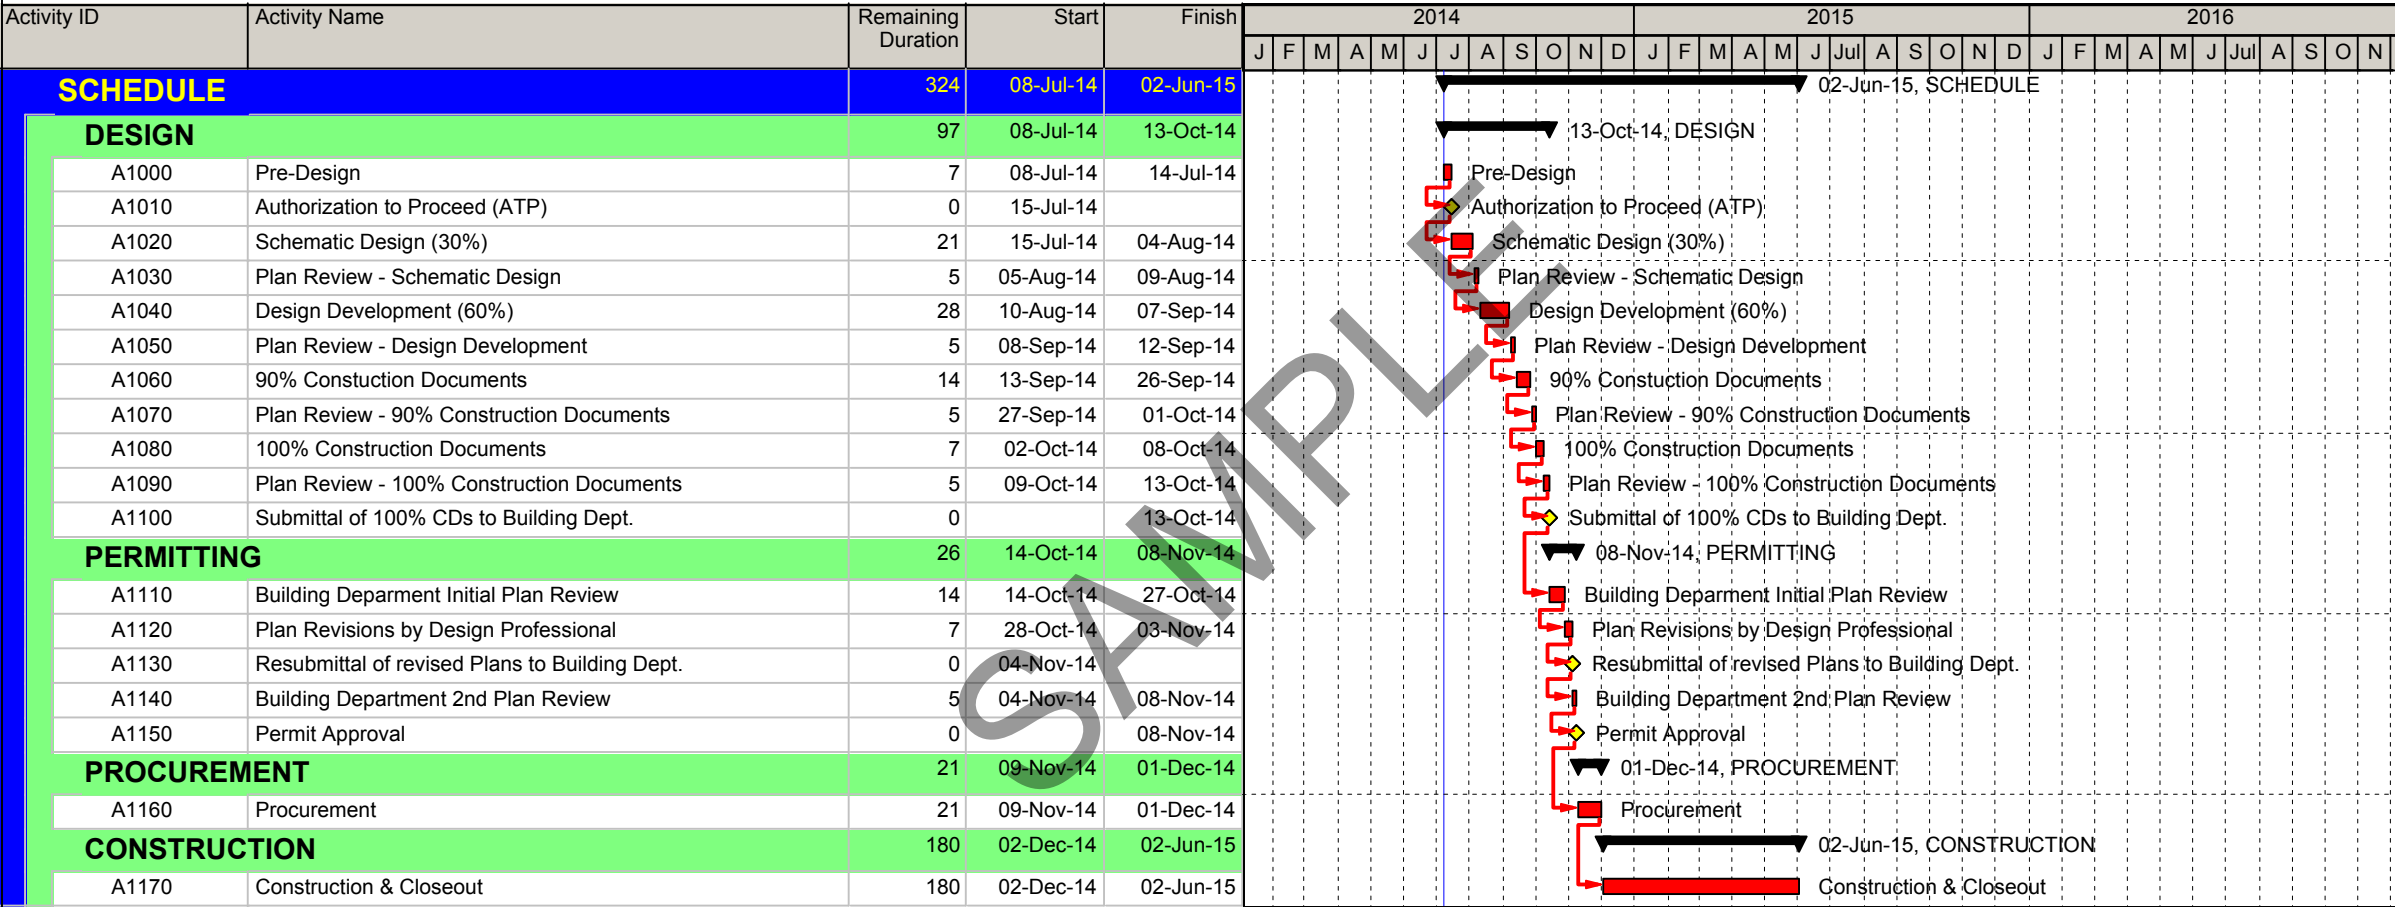 Activity ID Activity Name Remaining Duration Start Finish 2014 2015 2016
J F M A M J J A S O N D J F M A M J Jul A S O N D J F M A M J Jul A S O N
SCHEDULE 324 08-Jul-14 02-Jun-15 02-Jun-15, SCHEDULE
DESIGN 97 08-Jul-14 13-Oct-14 13-Oct-14, DESIGN
A1000 Pre-Design 7 08-Jul-14 14-Jul-14 Pre-Design
A1010 Authorization to Proceed (ATP) 0 15-Jul-14 Authorization to Proceed (ATP)
A1020 Schematic Design (30%) 21 15-Jul-14 04-Aug-14 Schematic Design (30%)
A1030 Plan Review - Schematic Design 5 05-Aug-14 09-Aug-14 Plan Review - Schematic Design
A1040 Design Development (60%) 28 10-Aug-14 07-Sep-14 Design Development (60%)
A1050 Plan Review - Design Development 5 08-Sep-14 12-Sep-14 Plan Review - Design Development
A1060 90% Constuction Documents 14 13-Sep-14 26-Sep-14 90% Constuction Documents
A1070 Plan Review - 90% Construction Documents 5 27-Sep-14 01-Oct-14 Plan Review - 90% Construction Documents
A1080 100% Construction Documents 7 02-Oct-14 08-Oct-14 100% Construction Documents
A1090 Plan Review - 100% Construction Documents 5 09-Oct-14 13-Oct-14 Plan Review - 100% Construction Documents
A1100 Submittal of 100% CDs to Building Dept. 0 13-Oct-14 Submittal of 100% CDs to Building Dept.
PERMITTING 26 14-Oct-14 08-Nov-14 08-Nov-14, PERMITTING
A1110 Building Deparment Initial Plan Review 14 14-Oct-14 27-Oct-14 Building Deparment Initial Plan Review
A1120 Plan Revisions by Design Professional 7 28-Oct-14 03-Nov-14 Plan Revisions by Design Professional
A1130 Resubmittal of revised Plans to Building Dept. 0 04-Nov-14 Resubmittal of revised Plans to Building Dept.
A1140 Building Department 2nd Plan Review 5 04-Nov-14 08-Nov-14 Building Department 2nd Plan Review
A1150 Permit Approval 0 08-Nov-14 Permit Approval
PROCUREMENT 21 09-Nov-14 01-Dec-14 01-Dec-14, PROCUREMENT
A1160 Procurement 21 09-Nov-14 01-Dec-14 Procurement
CONSTRUCTION 180 02-Dec-14 02-Jun-15 02-Jun-15, CONSTRUCTION
A1170 Construction & Closeout 180 02-Dec-14 02-Jun-15 Construction & Closeout
SAMPLE